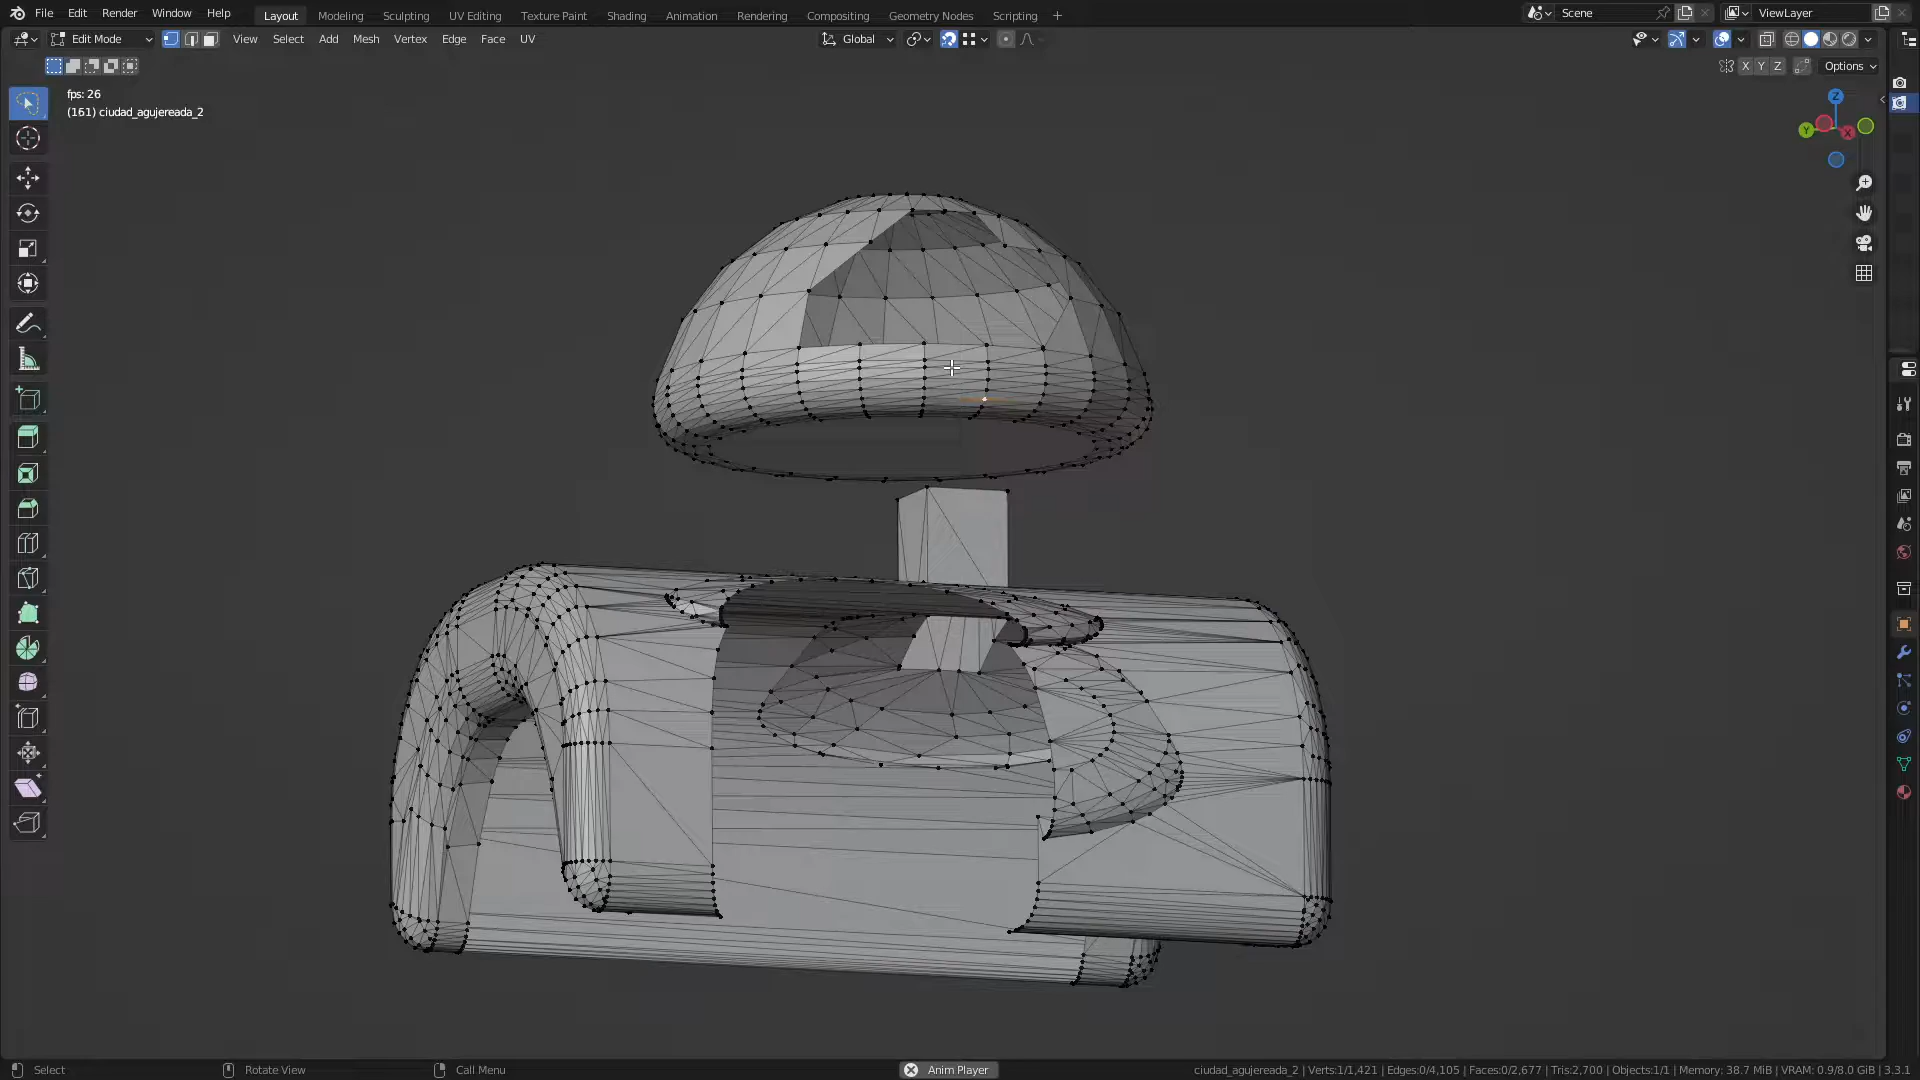 File Edit Render Window Help Layout Modeling Sculpting UV Editing Texture Paint Shading Animation Rendering Compositing Geometry Nodes Scripting + Scene ViewLayer
Edit Mode View Select Add Mesh Vertex Edge Face UV Global
X Y Z Options
fps: 26
(161) ciudad_agujereada_2
Z
Y X
Select Rotate View Call Menu Anim Player ciudad_agujereada_2 | Verts:1/1,421 | Edges:0/4,105 | Faces:0/2,677 | Tris:2,700 | Objects:1/1 | Memory: 38.7 MiB | VRAM: 0.9/8.0 GiB | 3.3.1